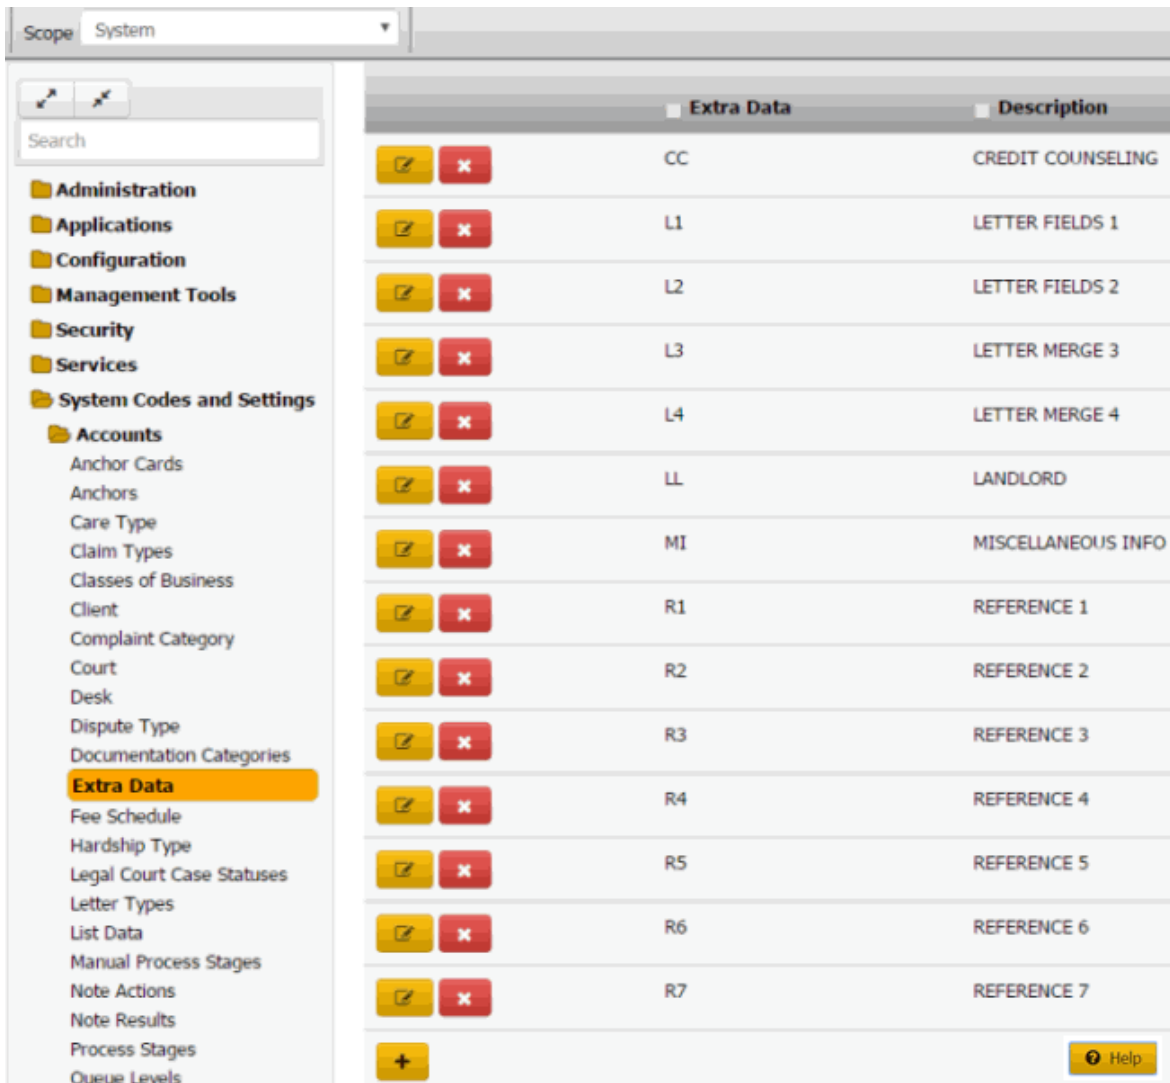 Scope System
Search
Administration
Applications
Configuration
Management Tools
Security
Services
System Codes and Settings
Accounts
Anchor Cards
Anchors
Care Type
Claim Types
Classes of Business
Client
Complaint Category
Court
Desk
Dispute Type
Documentation Categories
Extra Data
Fee Schedule
Hardship Type
Legal Court Case Statuses
Letter Types
List Data
Manual Process Stages
Note Actions
Note Results
Process Stages
Queue Levels
Extra Data Description
CC CREDIT COUNSELING
L1 LETTER FIELDS 1
L2 LETTER FIELDS 2
L3 LETTER MERGE 3
L4 LETTER MERGE 4
LL LANDLORD
MI MISCELLANEOUS INFO
R1 REFERENCE 1
R2 REFERENCE 2
R3 REFERENCE 3
R4 REFERENCE 4
R5 REFERENCE 5
R6 REFERENCE 6
R7 REFERENCE 7
Help